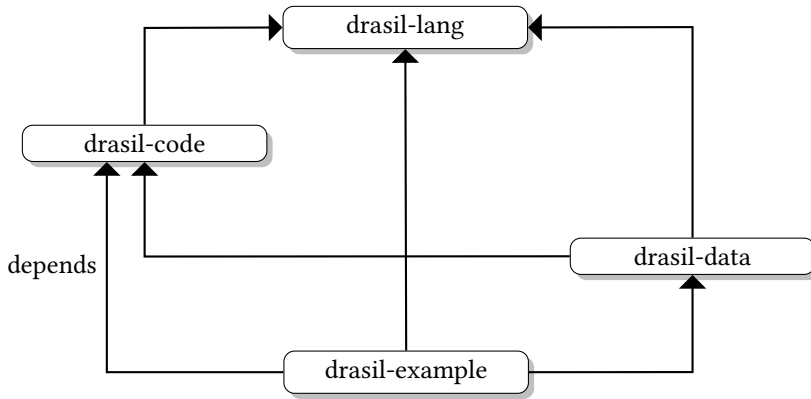 drasil-lang
drasil-code
drasil-data
depends
drasil-example